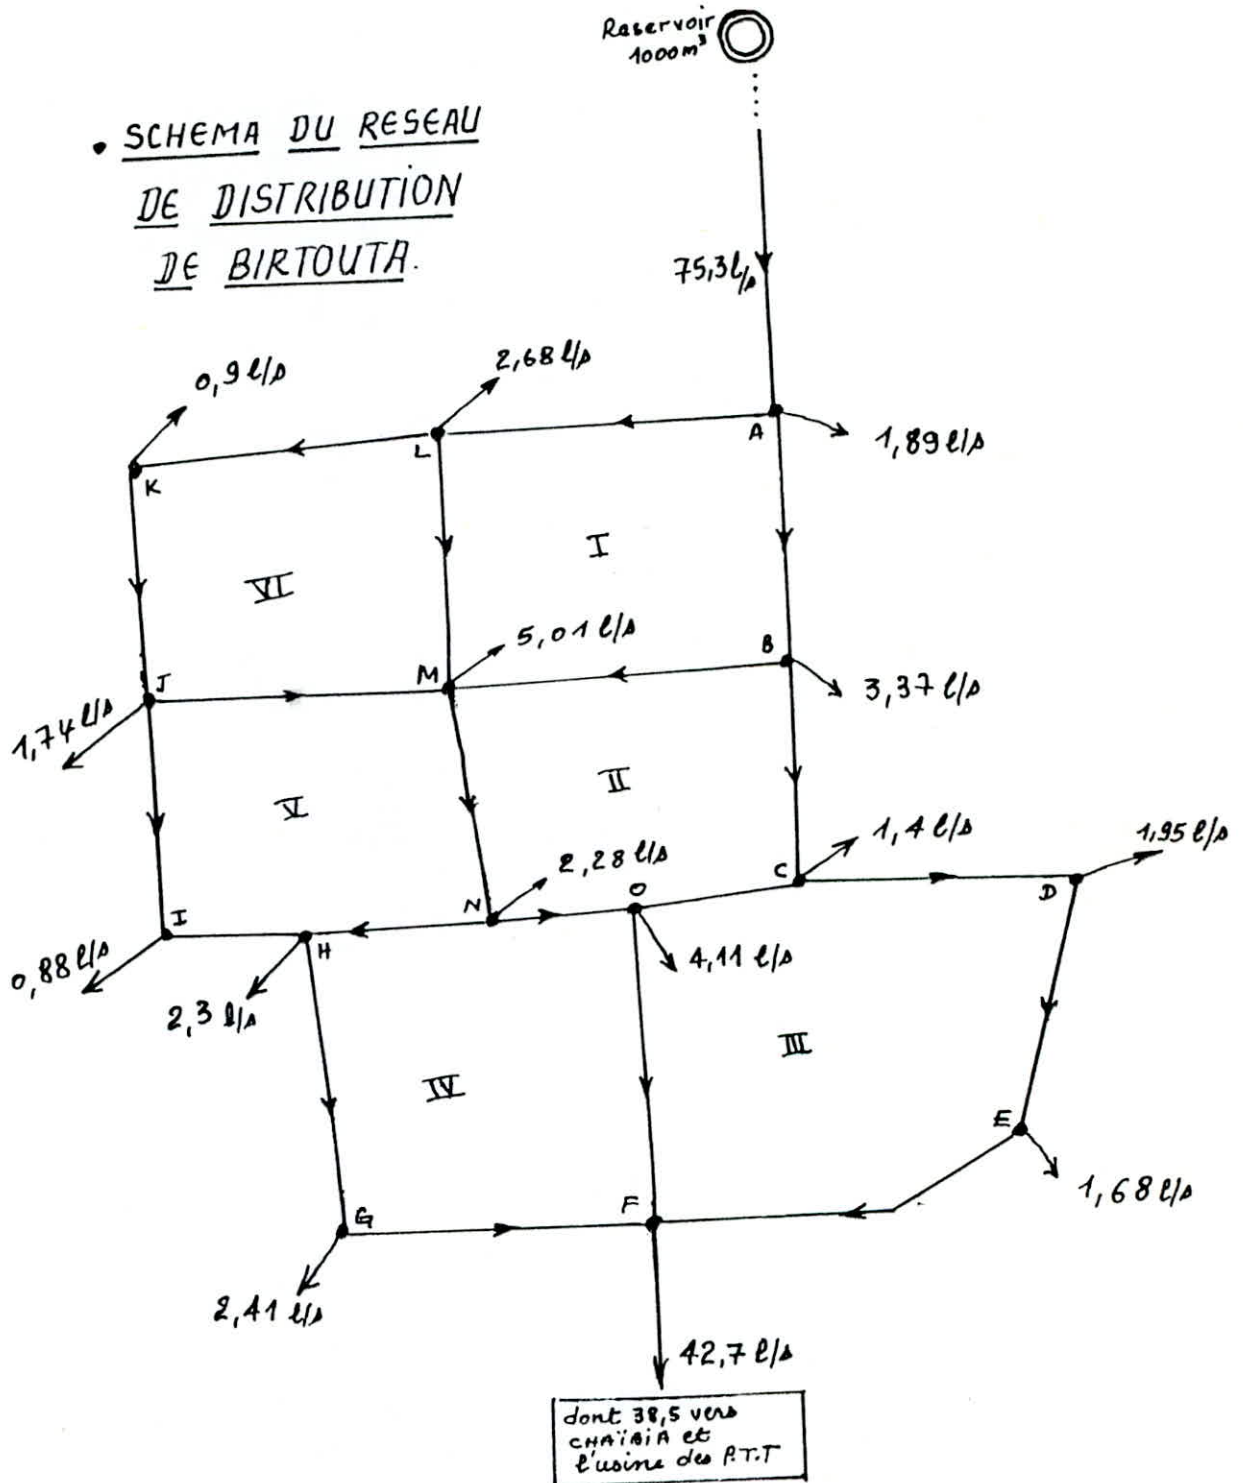 Reservoir
1000m³
• SCHEMA DU RESEAU
DE DISTRIBUTION
DE BIRTOUTA.
75,3l/s
0,9 l/s
2,68 l/s
1,89 l/s
K
L
A
VI
I
5,01 l/s
3,37 l/s
J
M
B
1,74 l/s
V
II
2,28 l/s
1,4 l/s
1,95 l/s
I
H
N
O
C
D
0,88 l/s
2,3 l/s
4,11 l/s
IV
III
E
1,68 l/s
G
F
2,41 l/s
42,7 l/s
dont 38,5 vers
CHAÏBIA et
l'usine des P.T.T